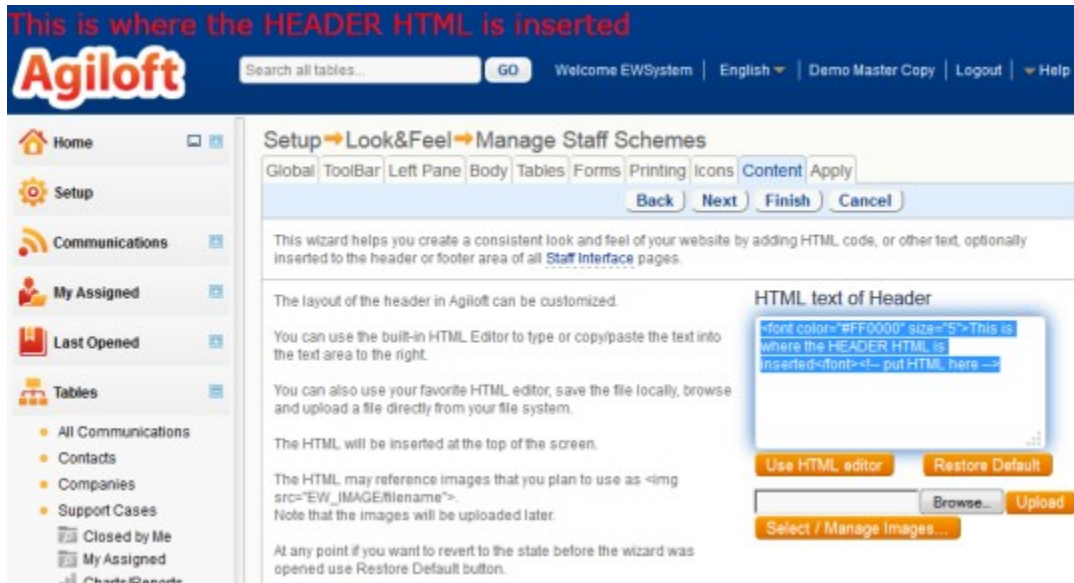 This is where the HEADER HTML is inserted
Agiloft
Search all tables...
GO
Welcome EWSystem | English | Demo Master Copy | Logout | Help
Home
Setup
Communications
My Assigned
Last Opened
Tables
All Communications
Contacts
Companies
Support Cases
Closed by Me
My Assigned
Charts/Reports
Setup➔Look&Feel➔Manage Staff Schemes
Global ToolBar Left Pane Body Tables Forms Printing Icons Content Apply
Back Next Finish Cancel
This wizard helps you create a consistent look and feel of your website by adding HTML code, or other text, optionally
inserted to the header or footer area of all Staff Interface pages.
The layout of the header in Agiloft can be customized.
You can use the built-in HTML Editor to type or copy/paste the text into
the text area to the right.
You can also use your favorite HTML editor, save the file locally, browse
and upload a file directly from your file system.
The HTML will be inserted at the top of the screen.
The HTML may reference images that you plan to use as <img
src="EW_IMAGE/filename">.
Note that the images will be uploaded later.
At any point if you want to revert to the state before the wizard was
opened use Restore Default button.
HTML text of Header
<font color="#FF0000" size="5">This is
where the HEADER HTML is
inserted</font><!-- put HTML here -->
Use HTML editor
Restore Default
Browse...
Upload
Select / Manage Images...